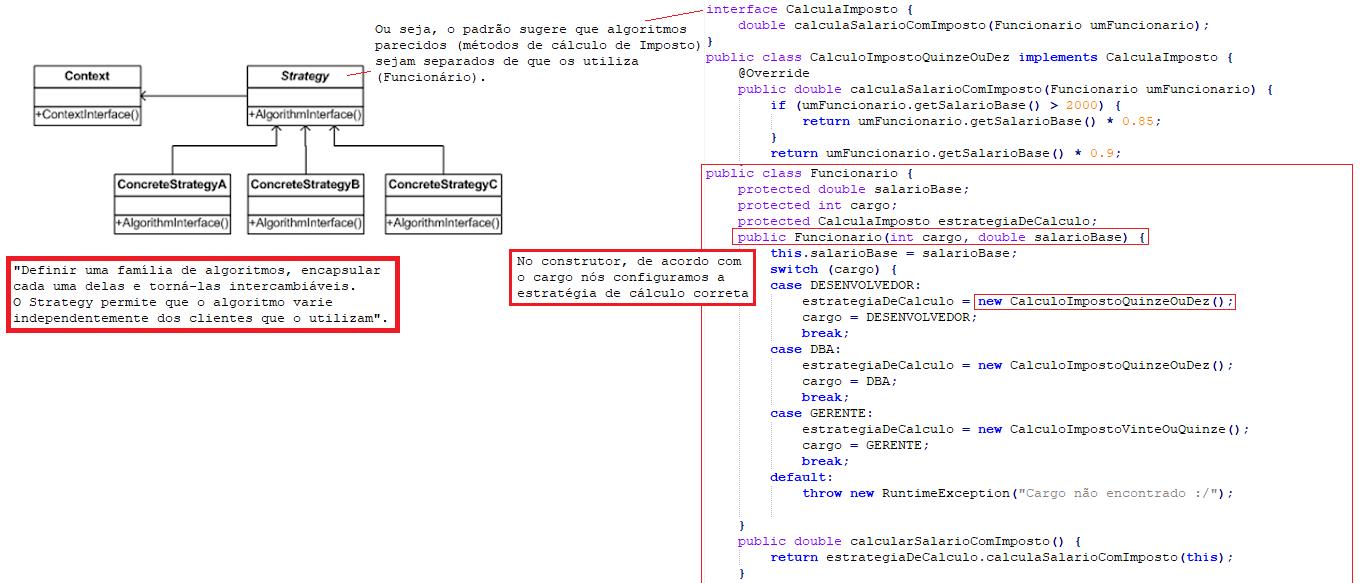 Ou seja, o padrão sugere que algoritmos
parecidos (métodos de cálculo de Imposto)
sejam separados de que os utiliza
(Funcionário).
Context
+ContextInterface()
Strategy
+AlgorithmInterface()
ConcreteStrategyA
+AlgorithmInterface()
ConcreteStrategyB
+AlgorithmInterface()
ConcreteStrategyC
+AlgorithmInterface()
"Definir uma família de algoritmos, encapsular
cada uma delas e torná-las intercambiáveis.
O Strategy permite que o algoritmo varie
independentemente dos clientes que o utilizam".
No construtor, de acordo com
o cargo nós configuramos a
estratégia de cálculo correta
interface CalculaImposto {
double calculaSalarioComImposto(Funcionario umFuncionario);
}
public class CalculoImpostoQuinzeOuDez implements CalculaImposto {
@Override
public double calculaSalarioComImposto(Funcionario umFuncionario) {
if (umFuncionario.getSalarioBase() > 2000) {
return umFuncionario.getSalarioBase() * 0.85;
}
return umFuncionario.getSalarioBase() * 0.9;
public class Funcionario {
protected double salarioBase;
protected int cargo;
protected CalculaImposto estrategiaDeCalculo;
public Funcionario(int cargo, double salarioBase) {
this.salarioBase = salarioBase;
switch (cargo) {
case DESENVOLVEDOR:
estrategiaDeCalculo = new CalculoImpostoQuinzeOuDez();
cargo = DESENVOLVEDOR;
break;
case DBA:
estrategiaDeCalculo = new CalculoImpostoQuinzeOuDez();
cargo = DBA;
break;
case GERENTE:
estrategiaDeCalculo = new CalculoImpostoVinteOuQuinze();
cargo = GERENTE;
break;
default:
throw new RuntimeException("Cargo não encontrado :/");
}
public double calcularSalarioComImposto() {
return estrategiaDeCalculo.calculaSalarioComImposto(this);
}